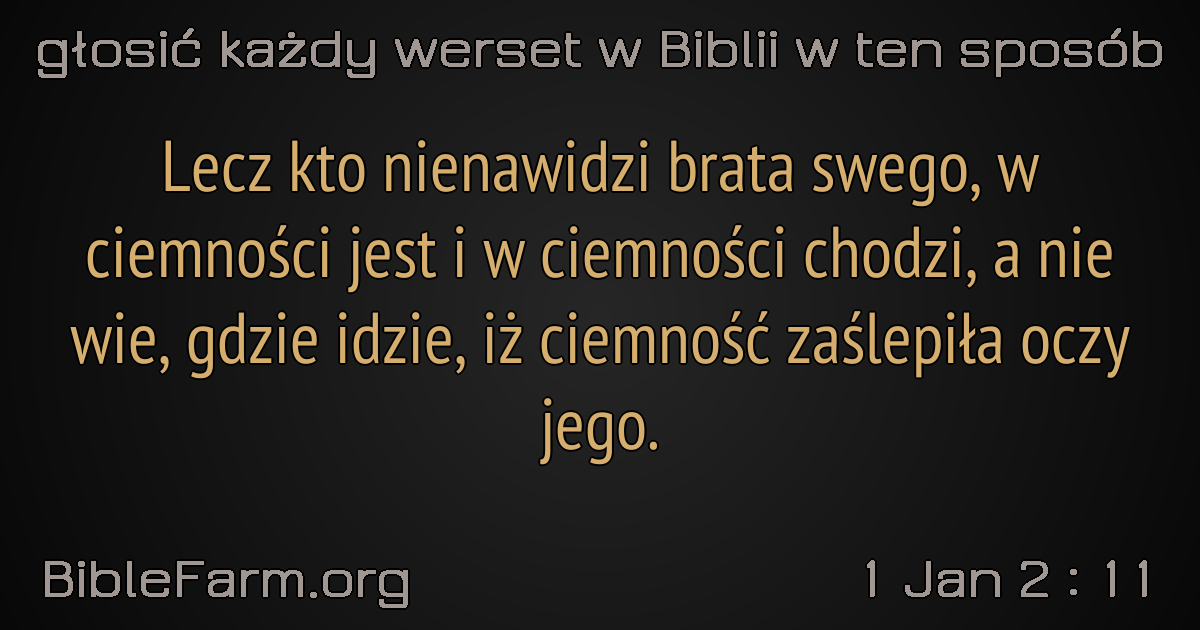 głosić każdy werset w Biblii w ten sposób
Lecz kto nienawidzi brata swego, w
ciemności jest i w ciemności chodzi, a nie
wie, gdzie idzie, iż ciemność zaślepiła oczy
jego.
BibleFarm.org
1 Jan 2 : 11